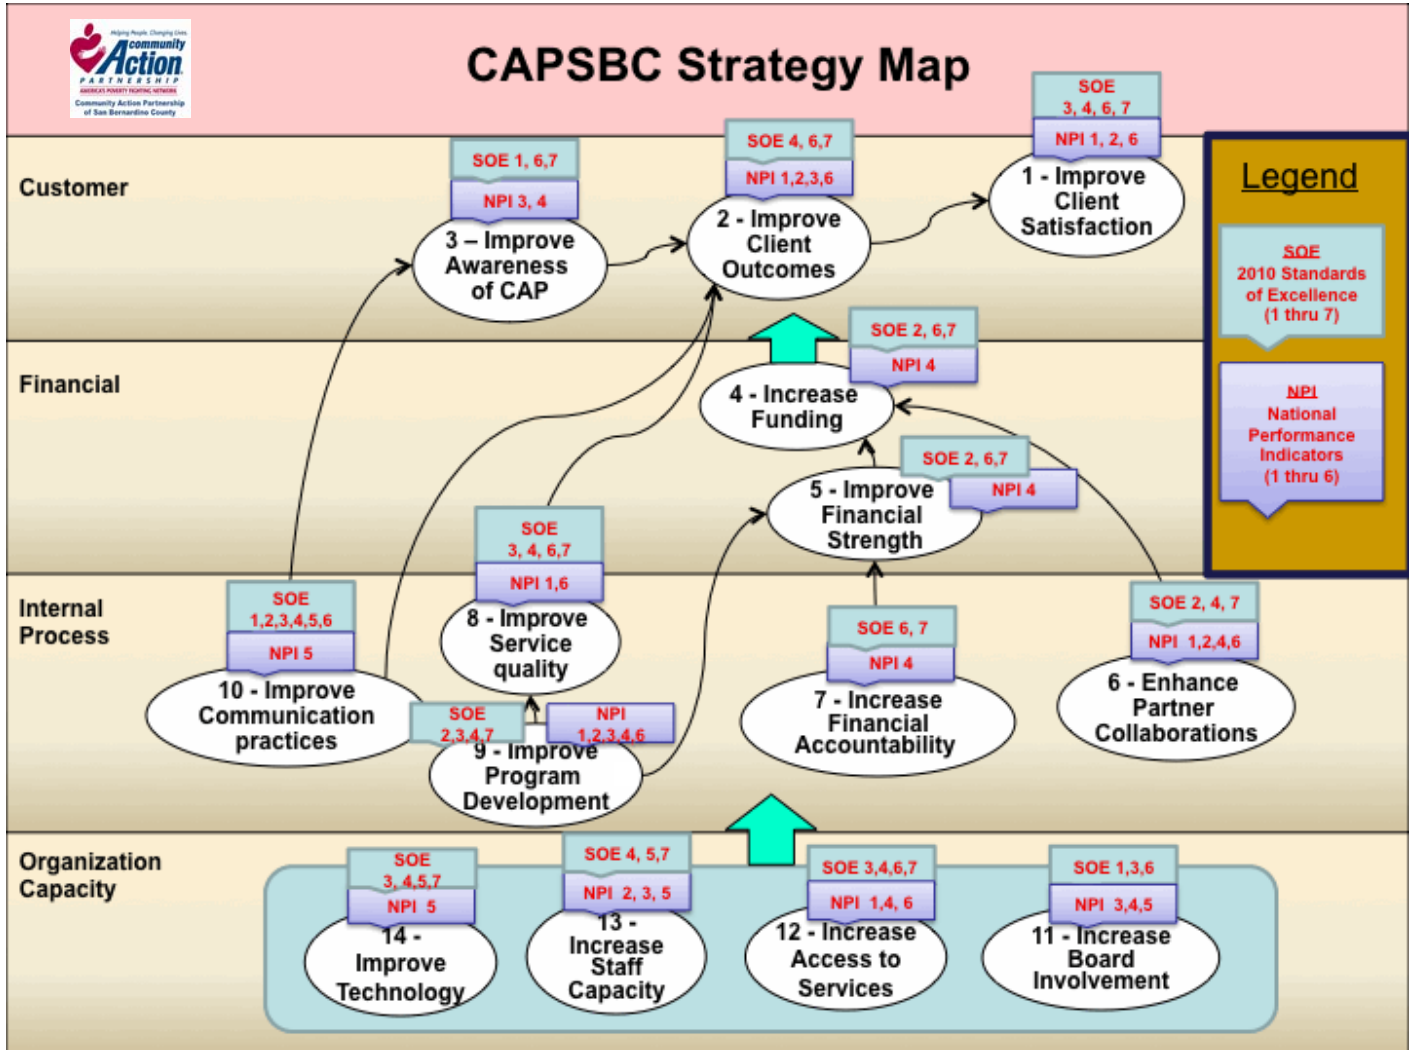 Helping People. Changing Lives.
community
Action
PARTNERSHIP
AMERICA'S POVERTY FIGHTING NETWORK
Community Action Partnership
of San Bernardino County
CAPSBC Strategy Map
SOE
3, 4, 6, 7
NPI 1, 2, 6
1 - Improve
Client
Satisfaction
SOE 4, 6,7
NPI 1,2,3,6
2 - Improve
Client
Outcomes
SOE 1, 6,7
NPI 3, 4
3 – Improve
Awareness
of CAP
Customer
Legend
SOE
2010 Standards
of Excellence
(1 thru 7)
NPI
National
Performance
Indicators
(1 thru 6)
Financial
SOE 2, 6,7
NPI 4
4 - Increase
Funding
SOE 2, 6,7
NPI 4
5 - Improve
Financial
Strength
Internal
Process
SOE
1,2,3,4,5,6
NPI 5
10 - Improve
Communication
practices
SOE
3, 4, 6,7
NPI 1,6
8 - Improve
Service
quality
SOE
2,3,4,7
NPI
1,2,3,4,6
9 - Improve
Program
Development
SOE 6, 7
NPI 4
7 - Increase
Financial
Accountability
SOE 2, 4, 7
NPI 1,2,4,6
6 - Enhance
Partner
Collaborations
Organization
Capacity
SOE
3, 4,5,7
NPI 5
14 -
Improve
Technology
SOE 4, 5,7
NPI 2, 3, 5
13 -
Increase
Staff
Capacity
SOE 3,4,6,7
NPI 1,4, 6
12 - Increase
Access to
Services
SOE 1,3,6
NPI 3,4,5
11 - Increase
Board
Involvement